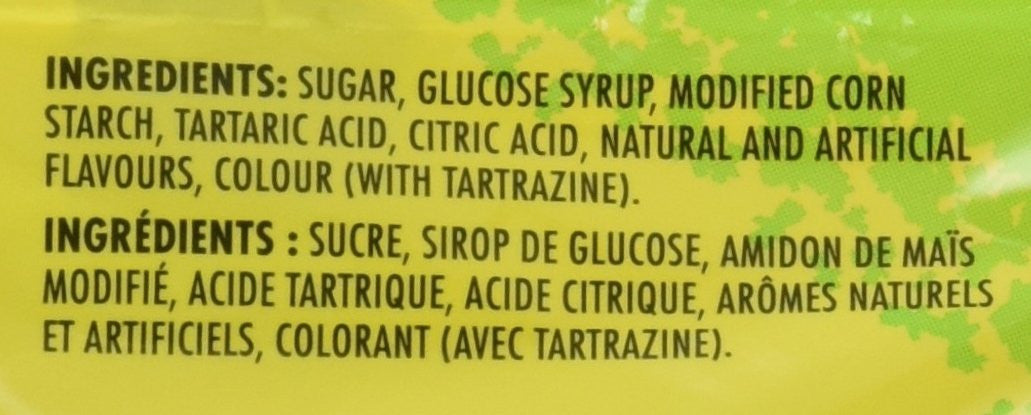 INGREDIENTS: SUGAR, GLUCOSE SYRUP, MODIFIED CORN
STARCH, TARTARIC ACID, CITRIC ACID, NATURAL AND ARTIFICIAL
FLAVOURS, COLOUR (WITH TARTRAZINE).
INGRÉDIENTS : SUCRE, SIROP DE GLUCOSE, AMIDON DE MAÏS
MODIFIÉ, ACIDE TARTRIQUE, ACIDE CITRIQUE, ARÔMES NATURELS
ET ARTIFICIELS, COLORANT (AVEC TARTRAZINE).